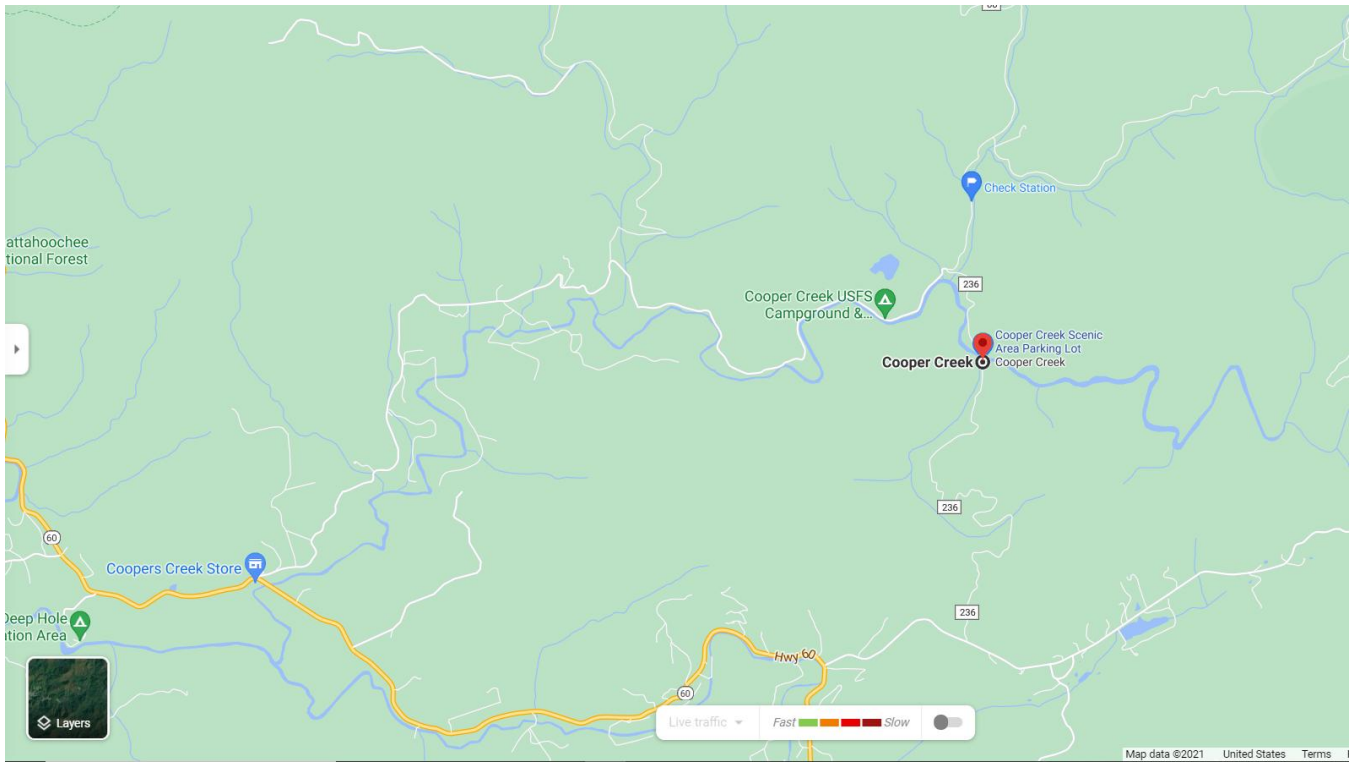 Check Station
attahoochee
tional Forest
236
Cooper Creek USFS
Campground &...
Cooper Creek Scenic
Area Parking Lot
Cooper Creek
Cooper Creek
236
60
Coopers Creek Store
236
Deep Hole
ation Area
Hwy 60
60
Layers
Live traffic
Fast
Slow
Map data ©2021
United States
Terms